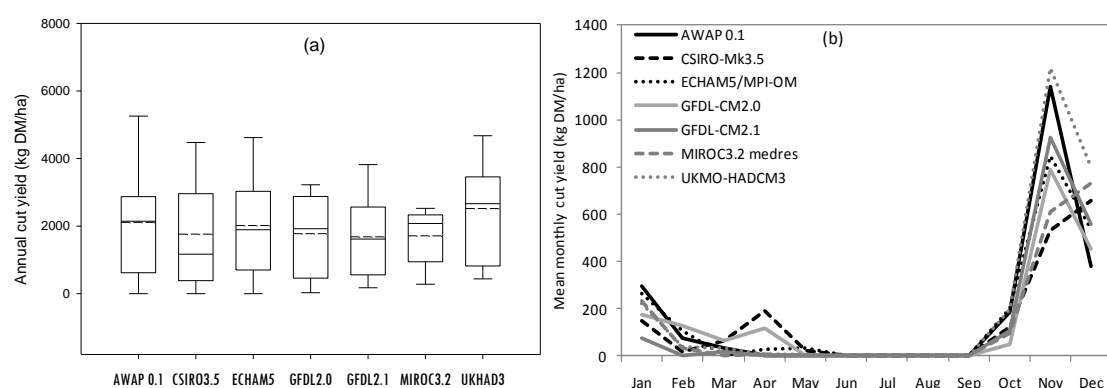 (a)
Annual cut yield (kg DM/ha)
8000
6000
4000
2000
0
AWAP 0.1 CSIRO3.5 ECHAM5 GFDL2.0 GFDL2.1 MIROC3.2 UKHAD3
(b)
Mean monthly cut yield (kg DM/ha)
1400
1200
1000
800
600
400
200
0
AWAP 0.1
CSIRO-Mk3.5
ECHAM5/MPI-OM
GFDL-CM2.0
GFDL-CM2.1
MIROC3.2 medres
UKMO-HADCM3
Jan Feb Mar Apr May Jun Jul Aug Sep Oct Nov Dec